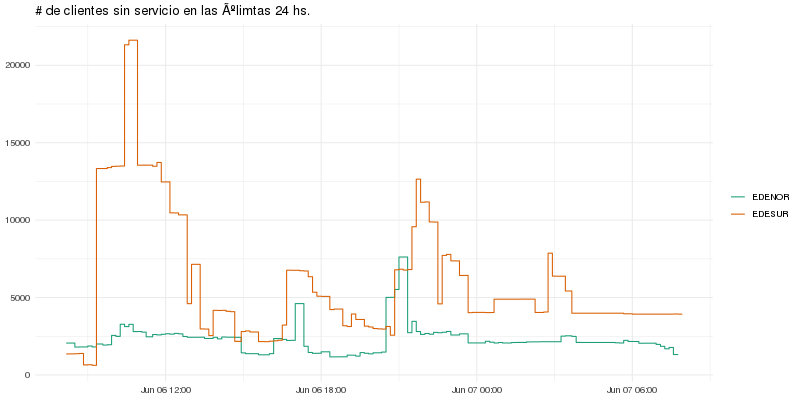 # de clientes sin servicio en las Ãºlimtas 24 hs.
20000
15000
10000
5000
0
Jun 06 12:00
Jun 06 18:00
Jun 07 00:00
Jun 07 06:00
EDENOR
EDESUR